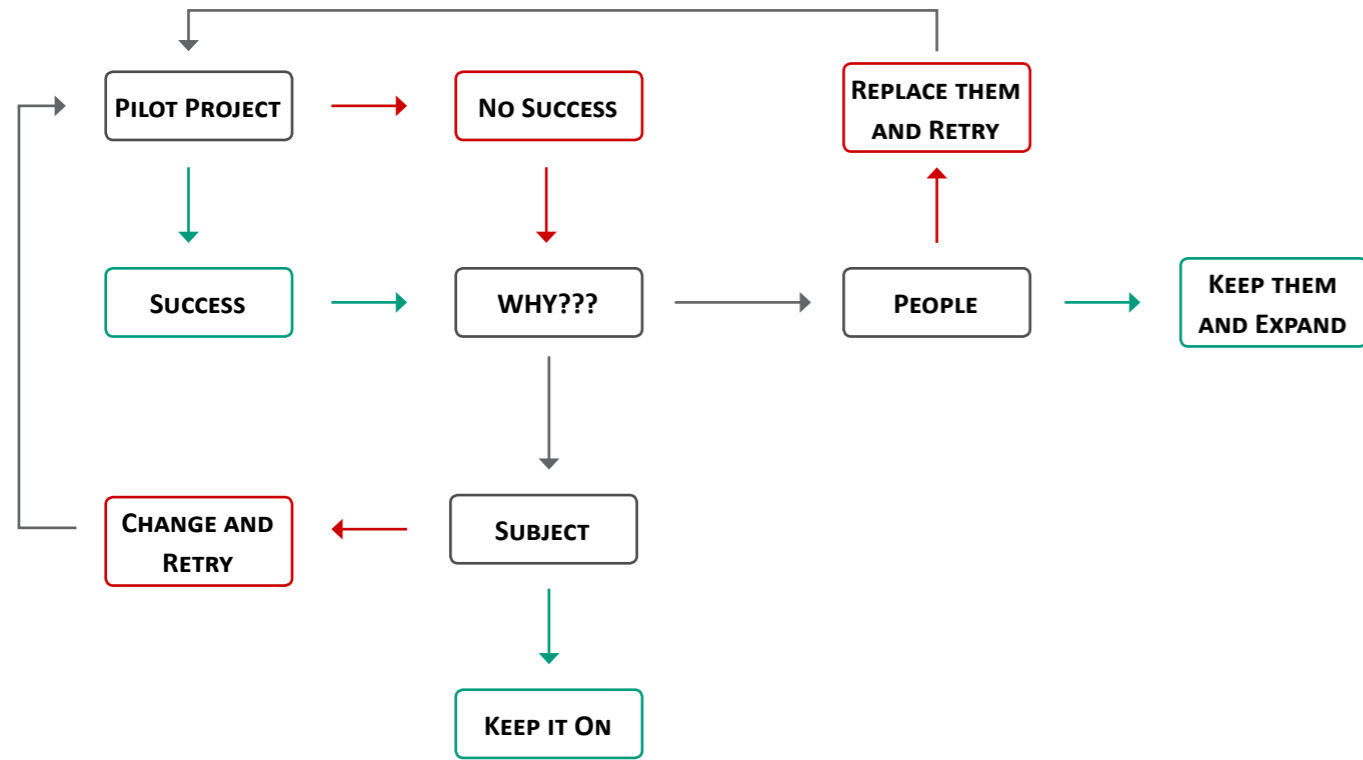 Pilot Project
No Success
Replace them
and Retry
Success
WHY???
People
Keep them
and Expand
Change and
Retry
Subject
Keep it On